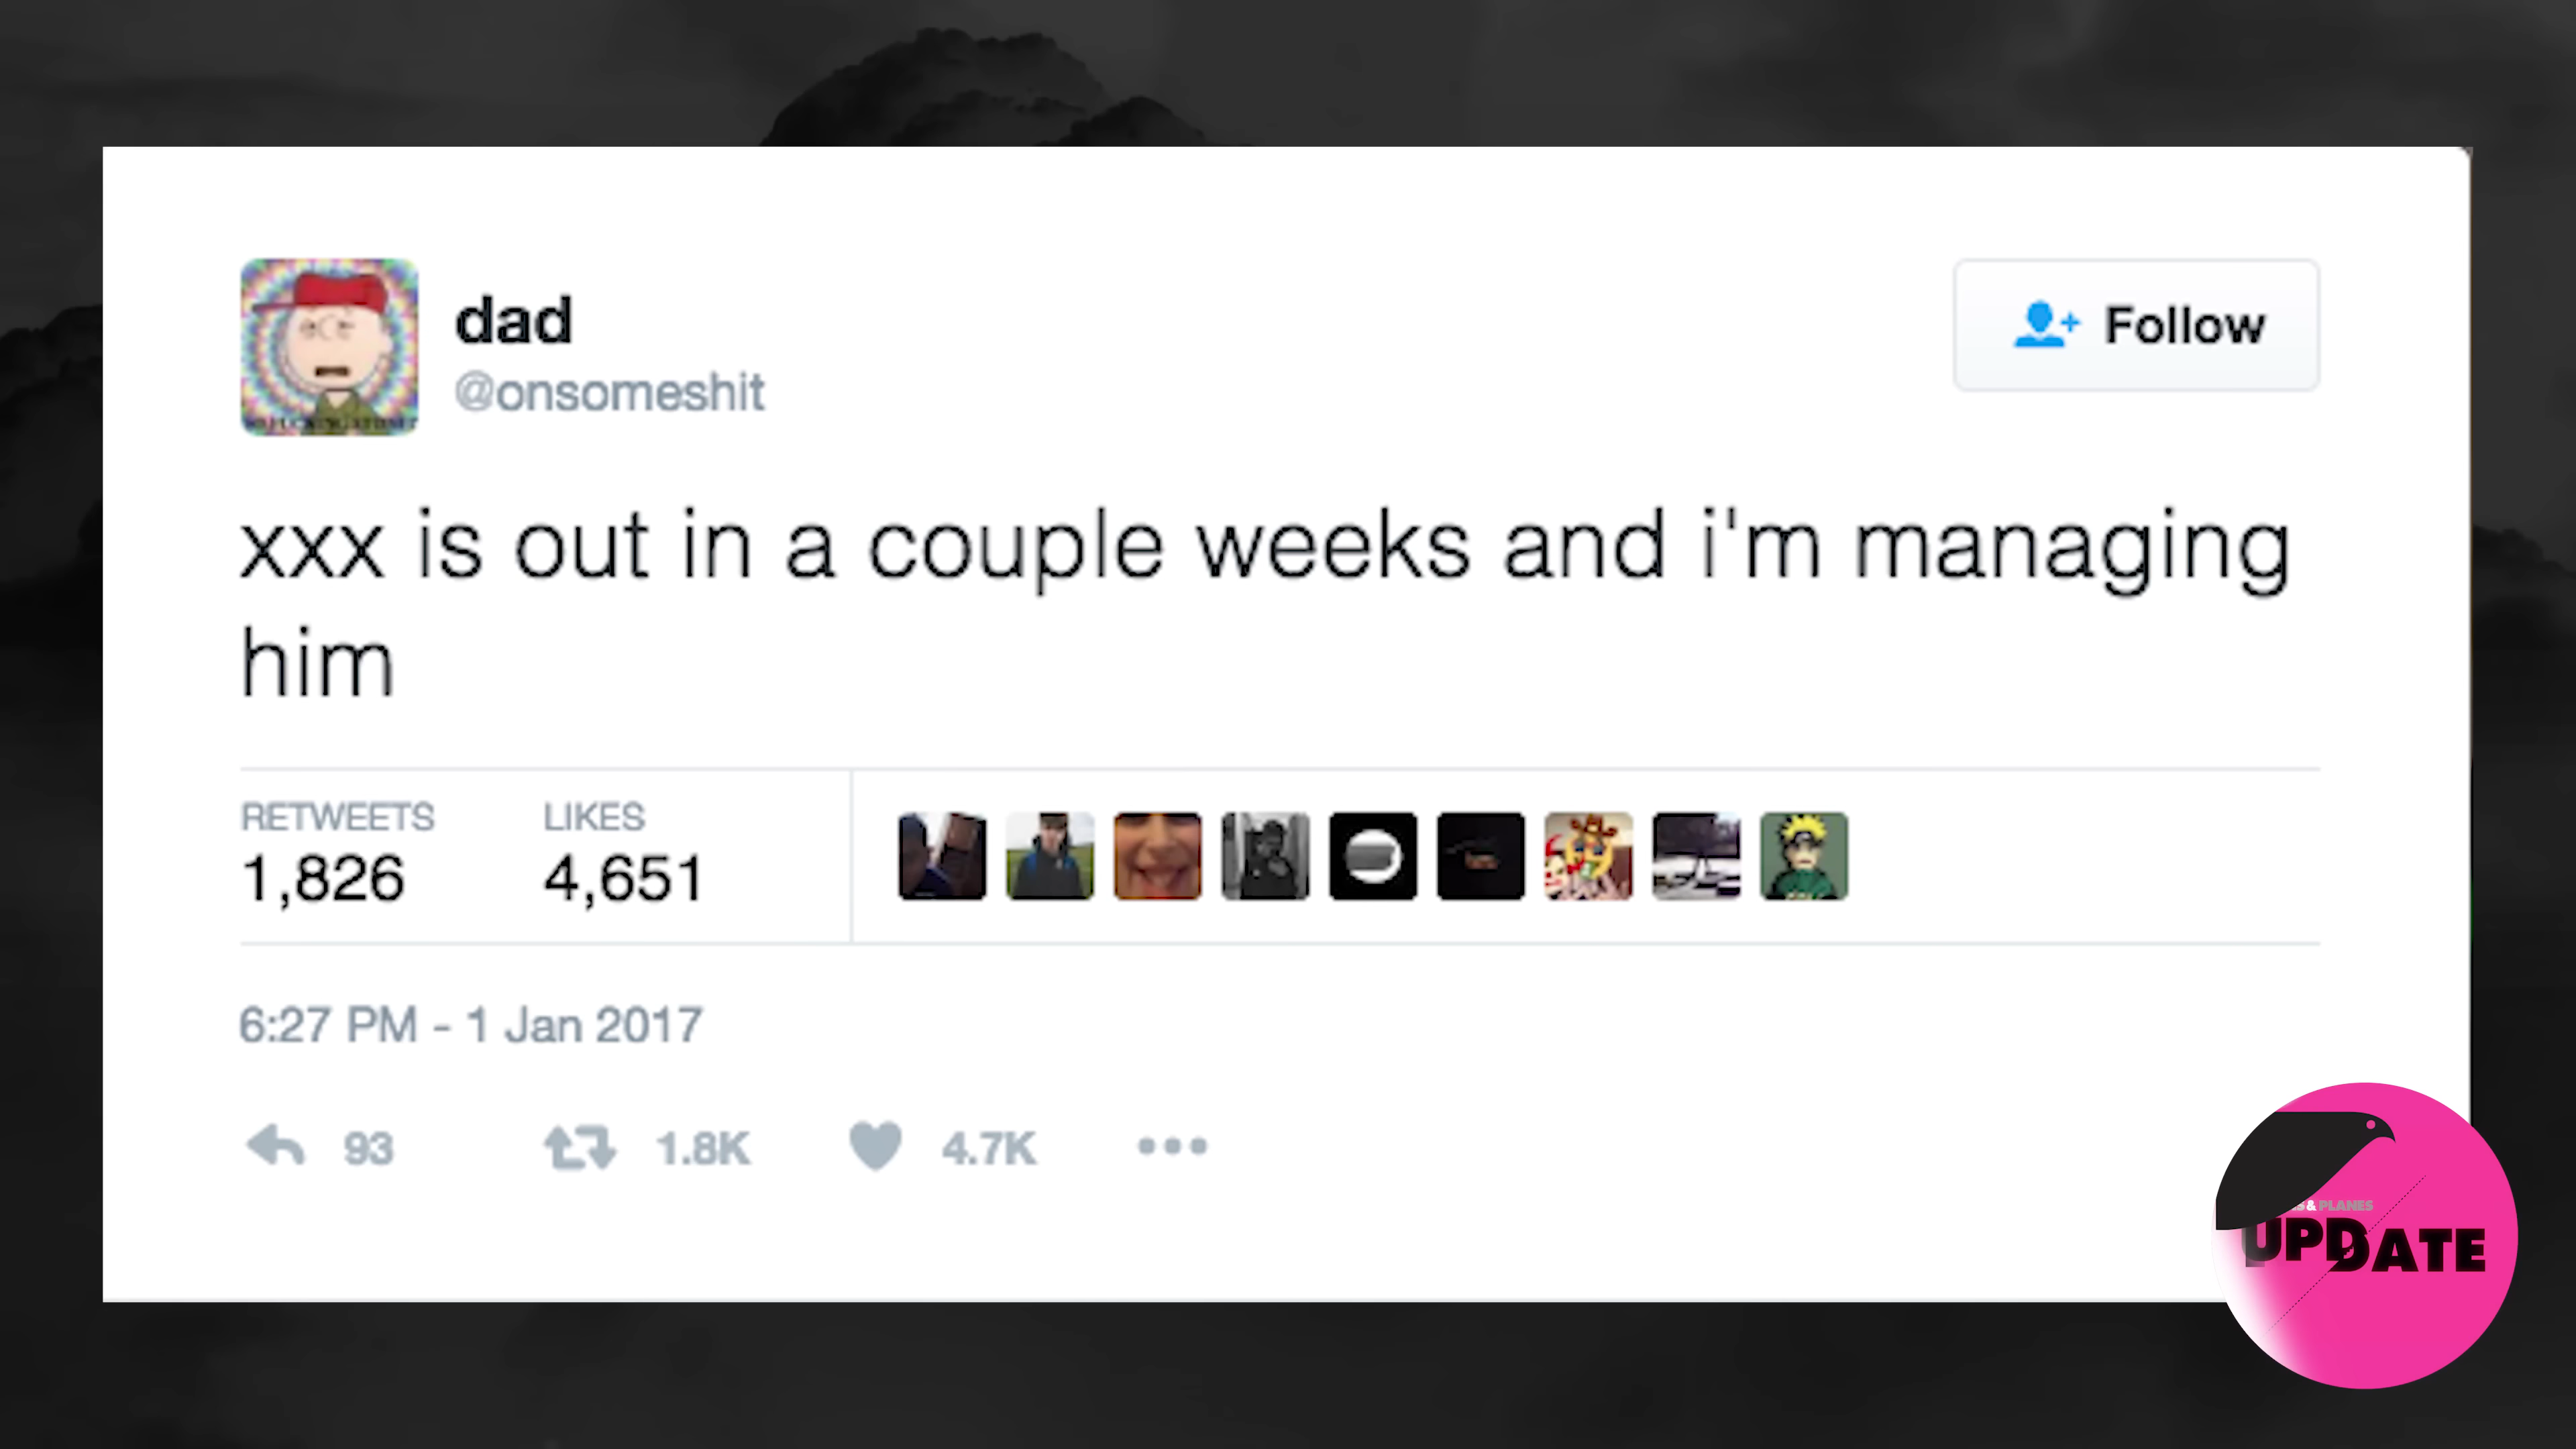 dad
@onsomeshit
Follow
xxx is out in a couple weeks and i'm managing
him
RETWEETS LIKES
1,826 4,651
6:27 PM - 1 Jan 2017
93 1.8K 4.7K
& PLANES
UPDATE